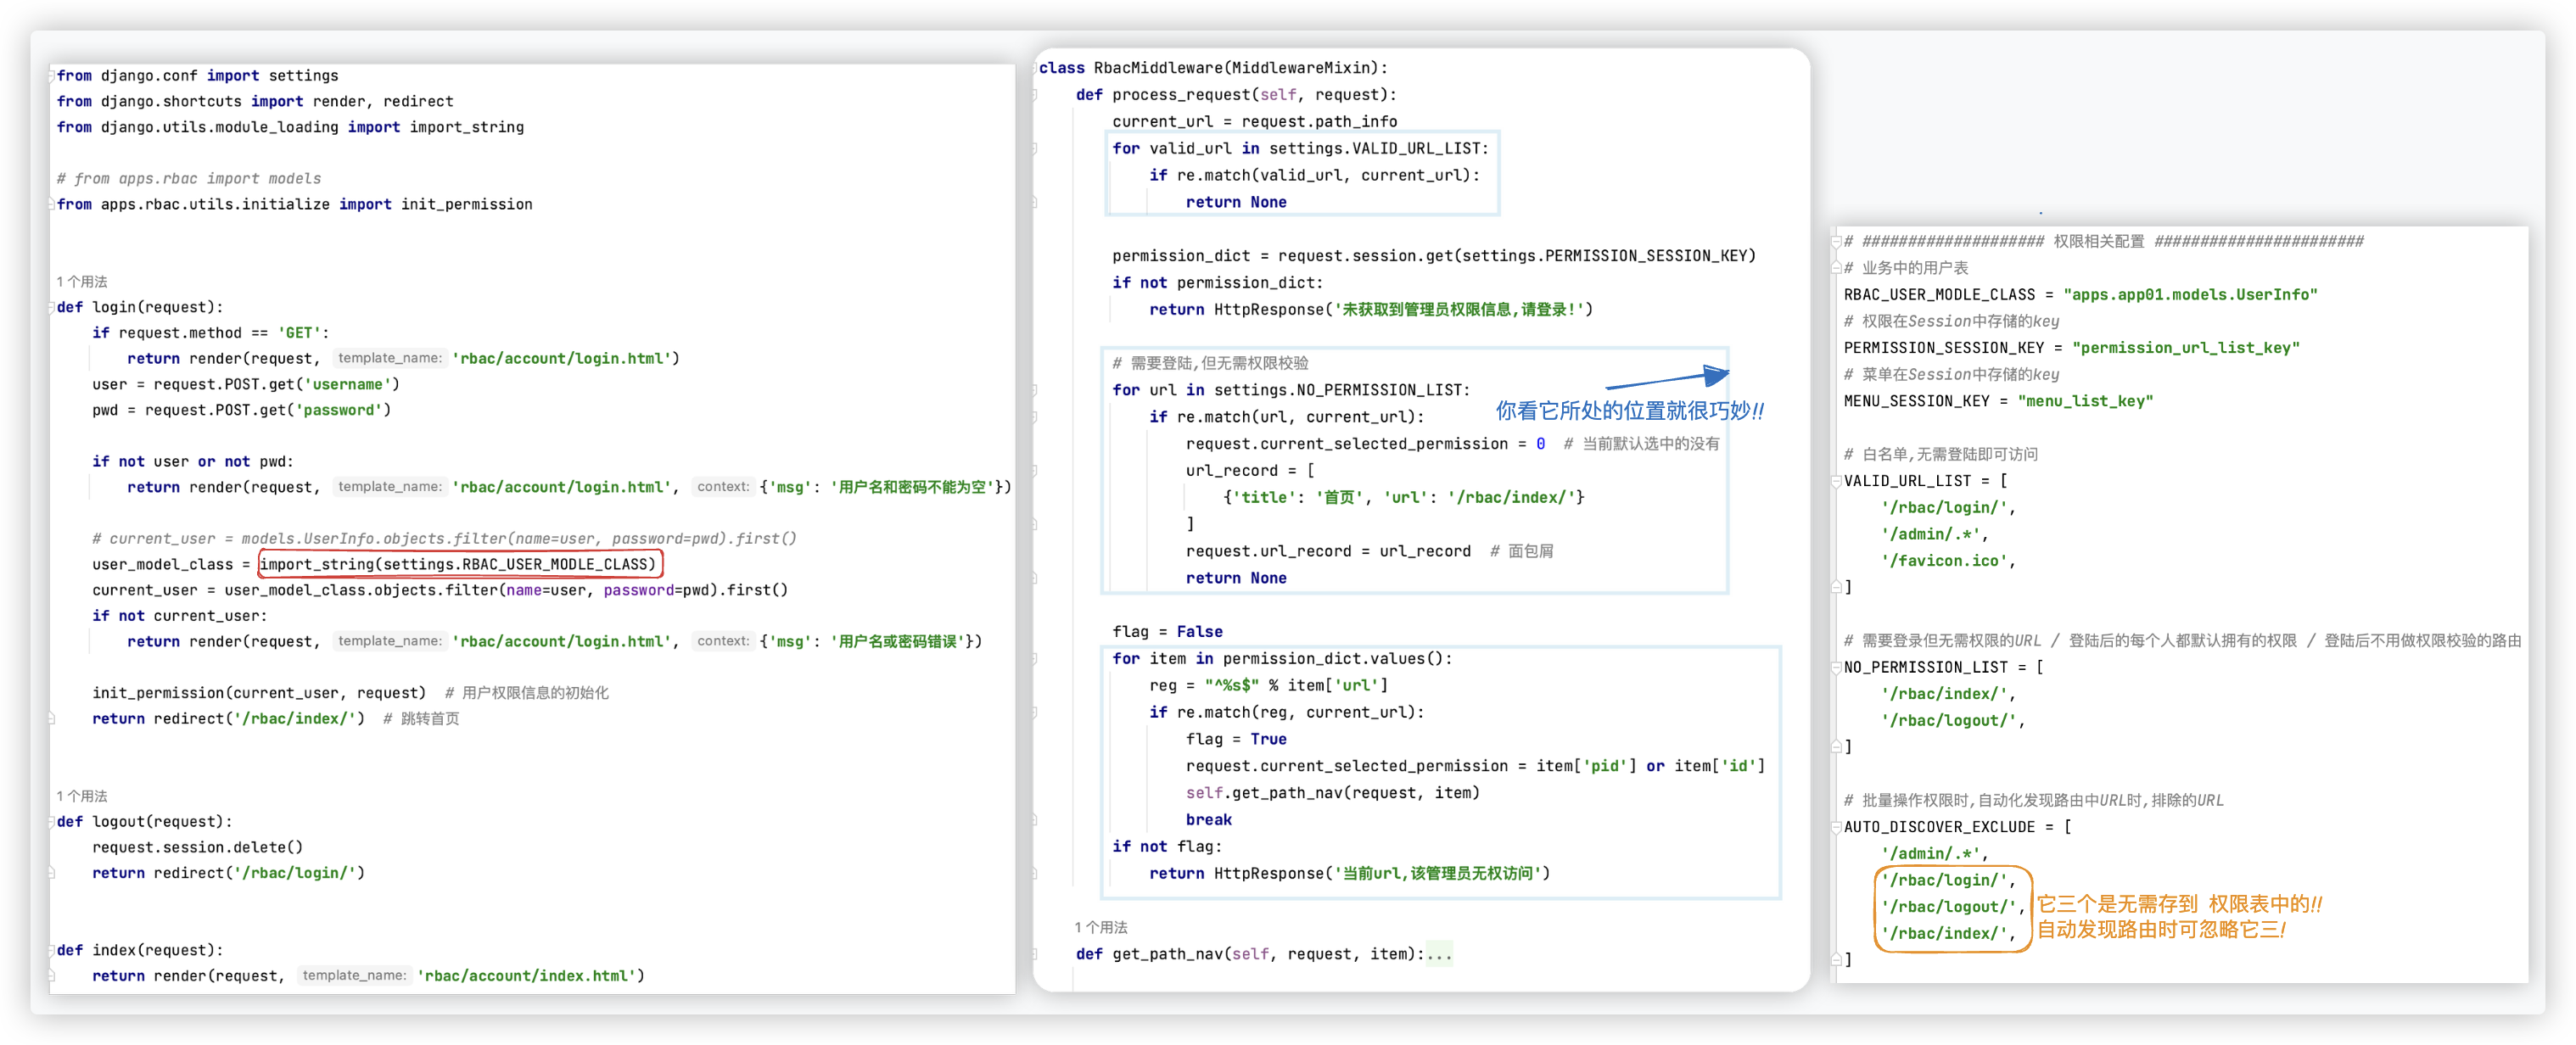 from django.conf import settings
from django.shortcuts import render, redirect
from django.utils.module_loading import import_string
# from apps.rbac import models
from apps.rbac.utils.initialize import init_permission
1 个用法
def login(request):
if request.method == 'GET':
return render(request, template_name: 'rbac/account/login.html')
user = request.POST.get('username')
pwd = request.POST.get('password')
if not user or not pwd:
return render(request, template_name: 'rbac/account/login.html', context: {'msg': '用户名和密码不能为空'})
# current_user = models.UserInfo.objects.filter(name=user, password=pwd).first()
user_model_class = import_string(settings.RBAC_USER_MODLE_CLASS)
current_user = user_model_class.objects.filter(name=user, password=pwd).first()
if not current_user:
return render(request, template_name: 'rbac/account/login.html', context: {'msg': '用户名或密码错误'})
init_permission(current_user, request)  # 用户权限信息的初始化
return redirect('/rbac/index/')  # 跳转首页
1 个用法
def logout(request):
request.session.delete()
return redirect('/rbac/login/')
def index(request):
return render(request, template_name: 'rbac/account/index.html')
class RbacMiddleware(MiddlewareMixin):
def process_request(self, request):
current_url = request.path_info
for valid_url in settings.VALID_URL_LIST:
if re.match(valid_url, current_url):
return None
permission_dict = request.session.get(settings.PERMISSION_SESSION_KEY)
if not permission_dict:
return HttpResponse('未获取到管理员权限信息,请登录!')
# 需要登陆,但无需权限校验
for url in settings.NO_PERMISSION_LIST:
你看它所处的位置就很巧妙!!
if re.match(url, current_url):
request.current_selected_permission = 0  # 当前默认选中的没有
url_record = [
{'title': '首页', 'url': '/rbac/index/'}
]
request.url_record = url_record  # 面包屑
return None
flag = False
for item in permission_dict.values():
reg = "^%s$" % item['url']
if re.match(reg, current_url):
flag = True
request.current_selected_permission = item['pid'] or item['id']
self.get_path_nav(request, item)
break
if not flag:
return HttpResponse('当前url,该管理员无权访问')
1 个用法
def get_path_nav(self, request, item):...
# #################### 权限相关配置 #######################
# 业务中的用户表
RBAC_USER_MODLE_CLASS = "apps.app01.models.UserInfo"
# 权限在Session中存储的key
PERMISSION_SESSION_KEY = "permission_url_list_key"
# 菜单在Session中存储的key
MENU_SESSION_KEY = "menu_list_key"
# 白名单,无需登陆即可访问
VALID_URL_LIST = [
'/rbac/login/',
'/admin/.*',
'/favicon.ico',
]
# 需要登录但无需权限的URL / 登陆后的每个人都默认拥有的权限 / 登陆后不用做权限校验的路由
NO_PERMISSION_LIST = [
'/rbac/index/',
'/rbac/logout/',
]
# 批量操作权限时,自动化发现路由中URL时,排除的URL
AUTO_DISCOVER_EXCLUDE = [
'/admin/.*',
'/rbac/login/',
'/rbac/logout/',
'/rbac/index/',
它三个是无需存到 权限表中的!!
自动发现路由时可忽略它三!
]